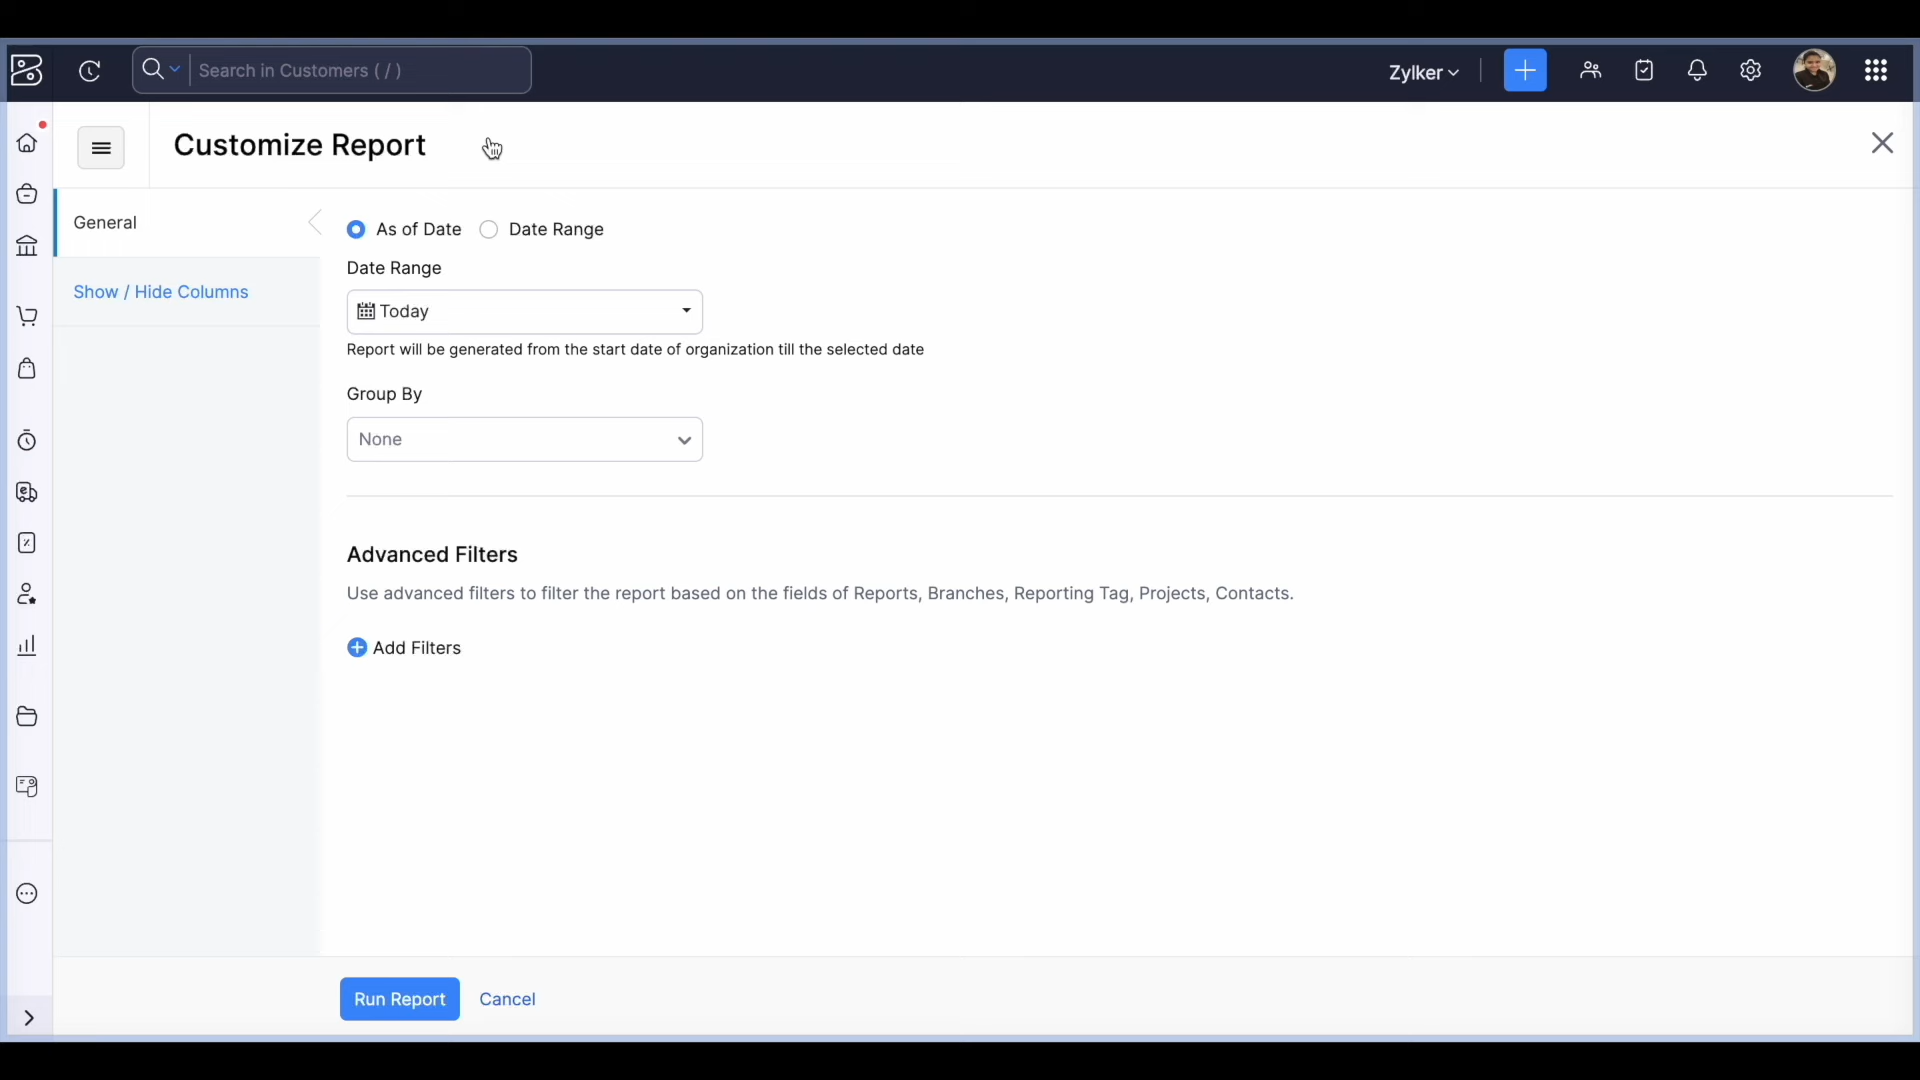 Search in Customers ( / )
Zylker
Customize Report
General
Show / Hide Columns
As of Date
Date Range
Date Range
Today
Report will be generated from the start date of organization till the selected date
Group By
None
Advanced Filters
Use advanced filters to filter the report based on the fields of Reports, Branches, Reporting Tag, Projects, Contacts.
Add Filters
Run Report
Cancel